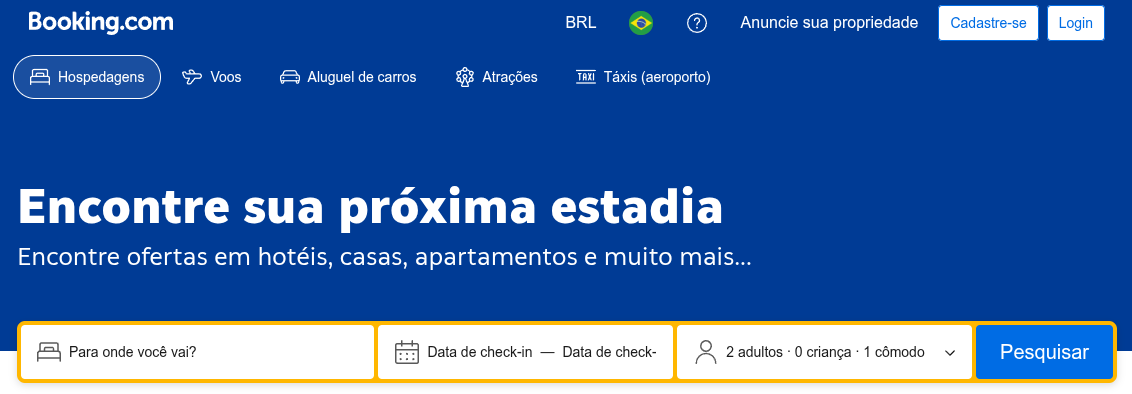 Booking.com BRL Anuncie sua propriedade Cadastre-se Login
Hospedagens Voos Aluguel de carros Atrações TAXI Táxis (aeroporto)
Encontre sua próxima estadia
Encontre ofertas em hotéis, casas, apartamentos e muito mais...
Para onde você vai? Data de check-in — Data de check- 2 adultos · 0 criança · 1 cômodo Pesquisar